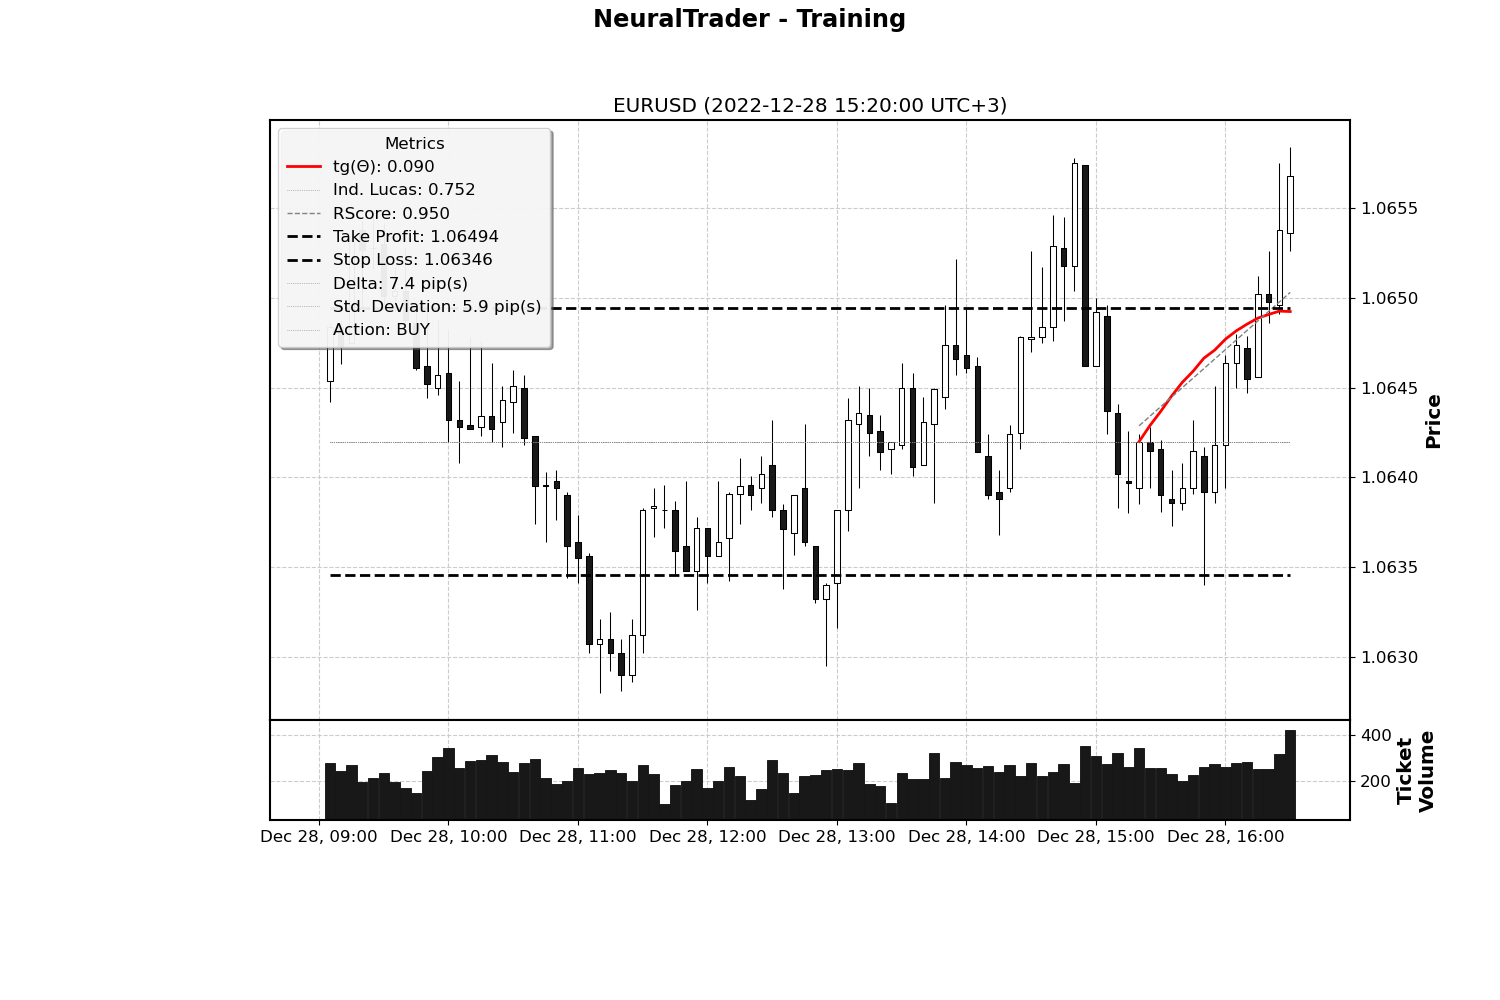 NeuralTrader - Training
EURUSD (2022-12-28 15:20:00 UTC+3)
Metrics
tg(Θ): 0.090
Ind. Lucas: 0.752
RScore: 0.950
Take Profit: 1.06494
Stop Loss: 1.06346
Delta: 7.4 pip(s)
Std. Deviation: 5.9 pip(s)
Action: BUY
1.0655
1.0650
1.0645
1.0640
1.0635
1.0630
Price
400
200
Ticket
Volume
Dec 28, 09:00 Dec 28, 10:00 Dec 28, 11:00 Dec 28, 12:00 Dec 28, 13:00 Dec 28, 14:00 Dec 28, 15:00 Dec 28, 16:00